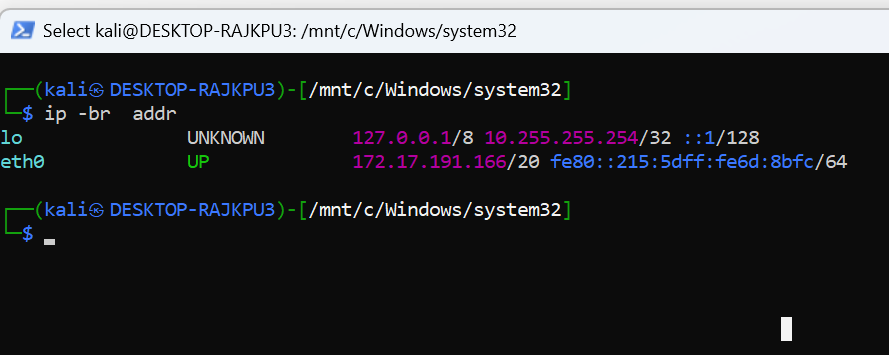 Select kali@DESKTOP-RAJKPU3: /mnt/c/Windows/system32
┌──(kali㉿DESKTOP-RAJKPU3)-[/mnt/c/Windows/system32]
└─$ ip -br  addr
lo               UNKNOWN        127.0.0.1/8 10.255.255.254/32 ::1/128
eth0             UP             172.17.191.166/20 fe80::215:5dff:fe6d:8bfc/64
┌──(kali㉿DESKTOP-RAJKPU3)-[/mnt/c/Windows/system32]
└─$